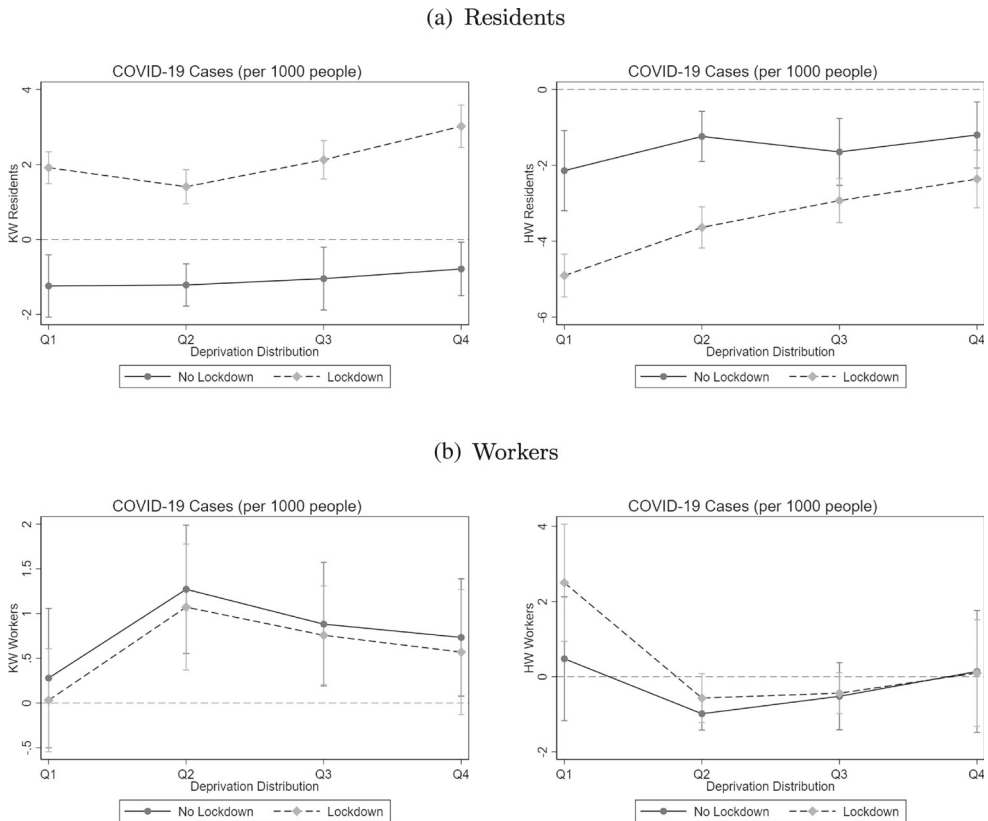 (a) Residents
COVID-19 Cases (per 1000 people)
KW Residents
4
2
0
-2
Q1 Q2 Q3 Q4
Deprivation Distribution
No Lockdown Lockdown
COVID-19 Cases (per 1000 people)
HW Residents
0
-2
-4
-6
Q1 Q2 Q3 Q4
Deprivation Distribution
No Lockdown Lockdown
(b) Workers
COVID-19 Cases (per 1000 people)
KW Workers
2
1.5
1
.5
0
-.5
Q1 Q2 Q3 Q4
Deprivation Distribution
No Lockdown Lockdown
COVID-19 Cases (per 1000 people)
HW Workers
4
2
0
-2
Q1 Q2 Q3 Q4
Deprivation Distribution
No Lockdown Lockdown